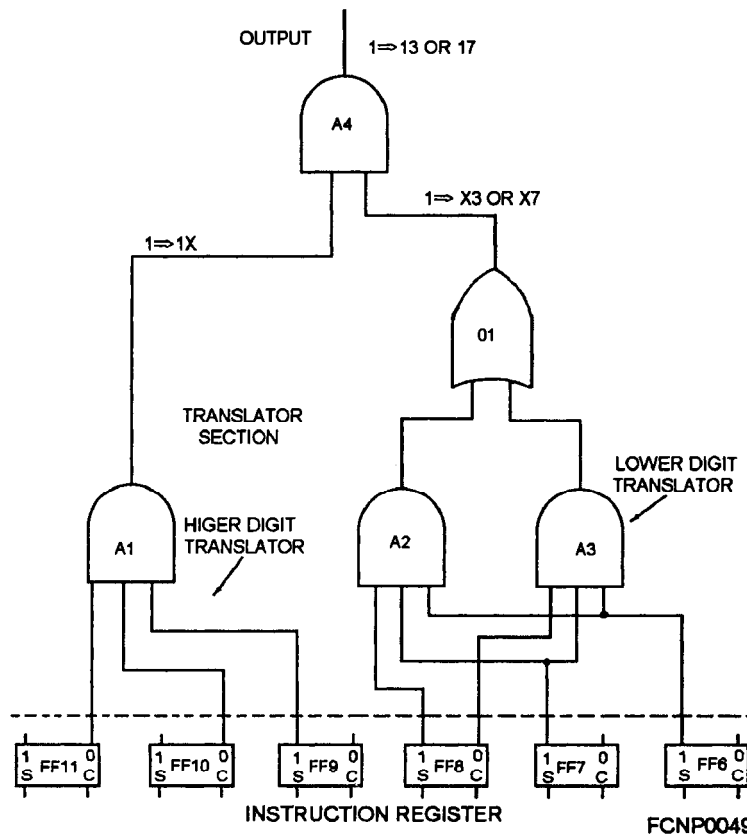 OUTPUT
1⇒13 OR 17
A4
1⇒ X3 OR X7
1⇒1X
01
TRANSLATOR
SECTION
LOWER DIGIT
TRANSLATOR
HIGER DIGIT
TRANSLATOR
A1
A2
A3
1 0
S FF11 C
1 0
S FF10 C
1 0
S FF9 C
1 0
S FF8 C
1 0
S FF7 C
1 0
S FF6 C
INSTRUCTION REGISTER
FCNP0049